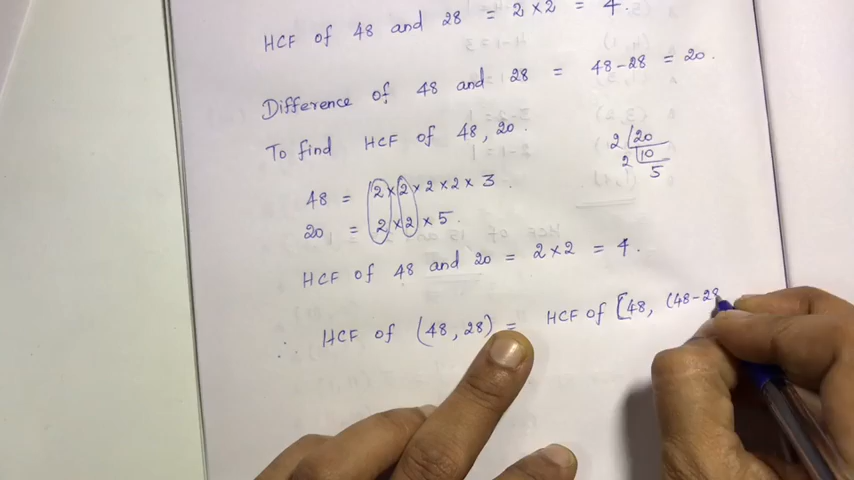 HCF of 48 and 28 = 2×2 = 4.
Difference of 48 and 28 = 48-28 = 20.
To find HCF of 48, 20.
48 = 2×2×2×2×3.
20 = 2×2×5.
2 20
2 10
5
HCF of 48 and 20 = 2×2 = 4.
∴ HCF of (48, 28) = HCF of [48, (48-28